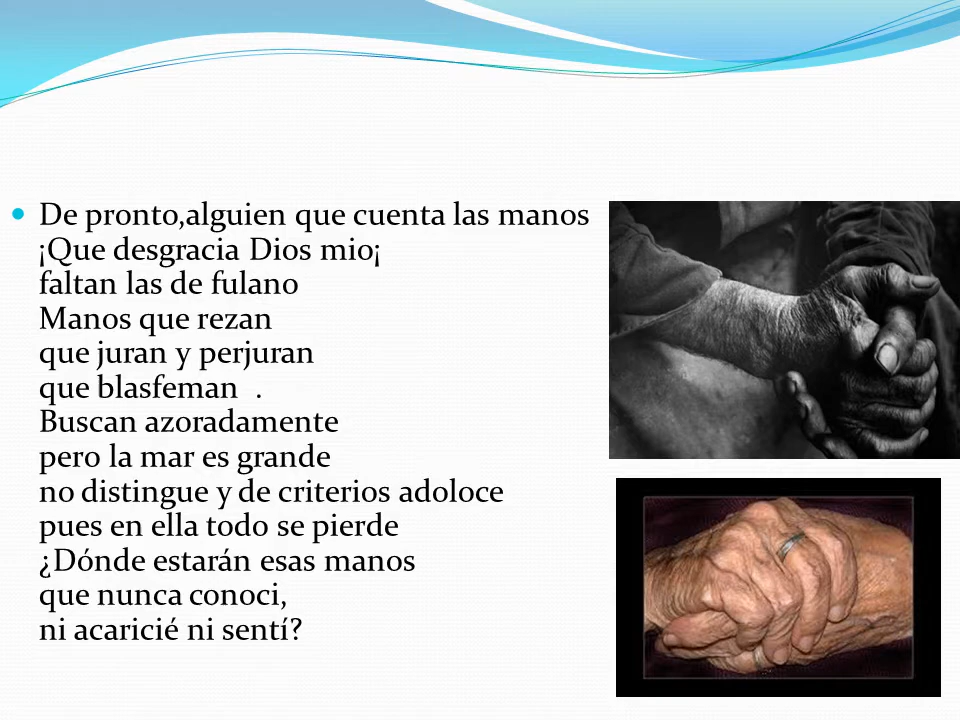 De pronto,alguien que cuenta las manos
¡Que desgracia Dios mio¡
faltan las de fulano
Manos que rezan
que juran y perjuran
que blasfeman .
Buscan azoradamente
pero la mar es grande
no distingue y de criterios adoloce
pues en ella todo se pierde
¿Dónde estarán esas manos
que nunca conoci,
ni acaricié ni sentí?